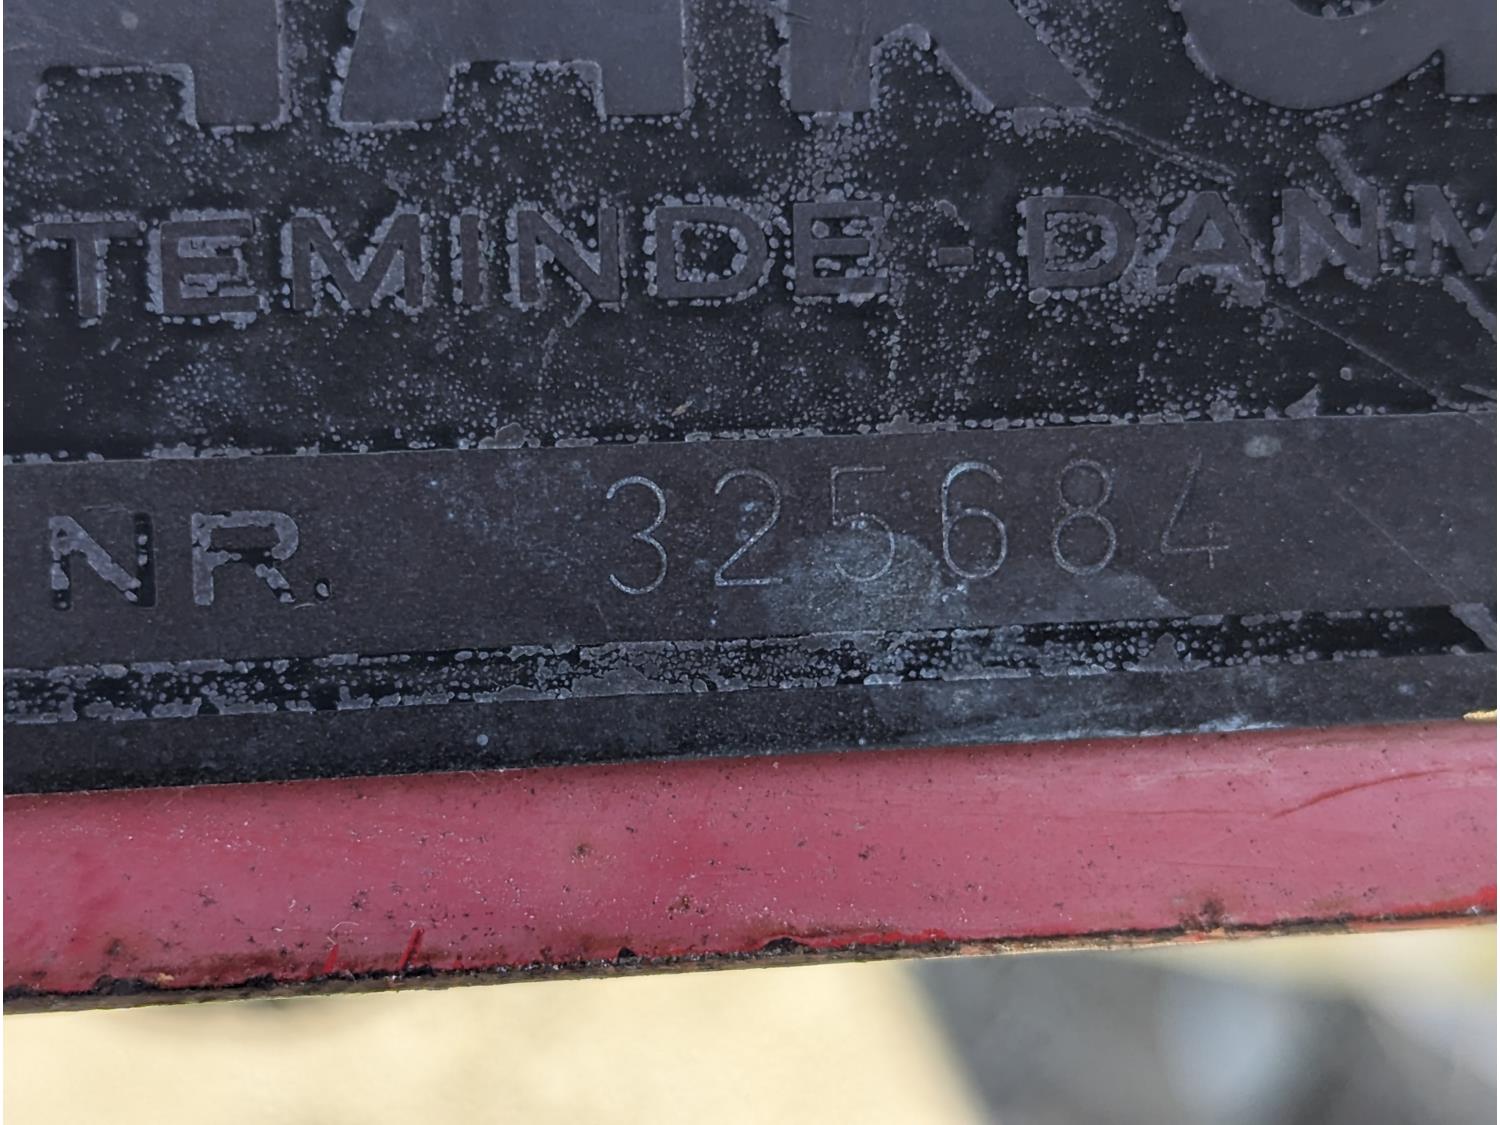 RTEMINDE - DANM
NR. 325684